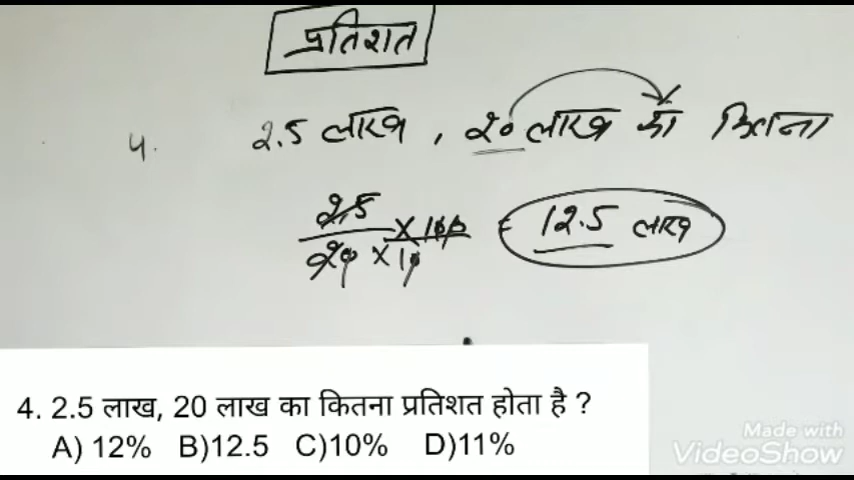 प्रतिशत
4. 2.5 लाख, 20 लाख का कितना
2.5 × 100 = 12.5 लाख
20 × 10
4. 2.5 लाख, 20 लाख का कितना प्रतिशत होता है ?
A) 12% B)12.5 C)10% D)11%
Made with
VideoShow